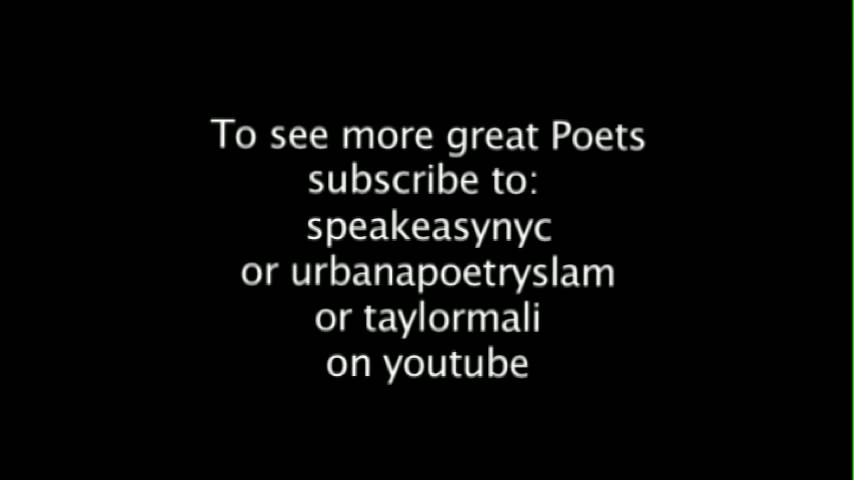 To see more great Poets
subscribe to:
speakeasynyc
or urbanapoetryslam
or taylormali
on youtube